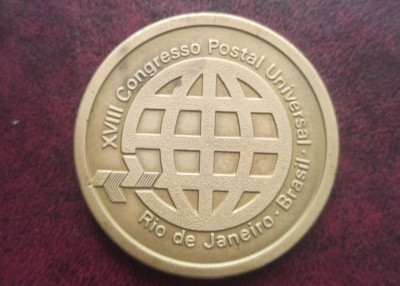 XVIII Congresso Postal Universal · Brasil ·
Rio de Janeiro